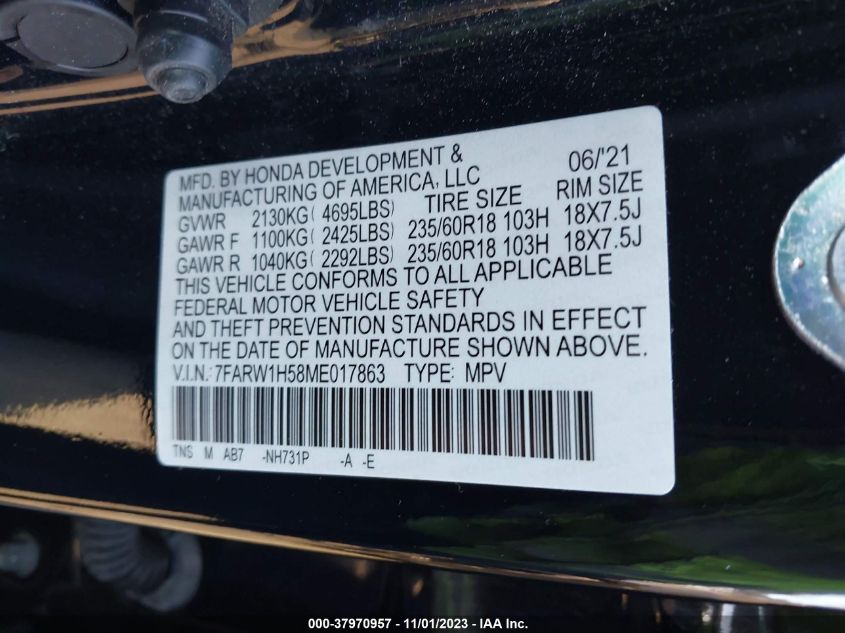 MFD. BY HONDA DEVELOPMENT & 06/'21
MANUFACTURING OF AMERICA, LLC
GVWR 2130KG( 4695LBS) TIRE SIZE RIM SIZE
GAWR F 1100KG( 2425LBS) 235/60R18 103H 18X7.5J
GAWR R 1040KG( 2292LBS) 235/60R18 103H 18X7.5J
THIS VEHICLE CONFORMS TO ALL APPLICABLE
FEDERAL MOTOR VEHICLE SAFETY
AND THEFT PREVENTION STANDARDS IN EFFECT
ON THE DATE OF MANUFACTURE SHOWN ABOVE.
V.I.N.: 7FARW1H58ME017863 TYPE: MPV
TNS M AB7 -NH731P -A -E
000-37970957 - 11/01/2023 - IAA Inc.